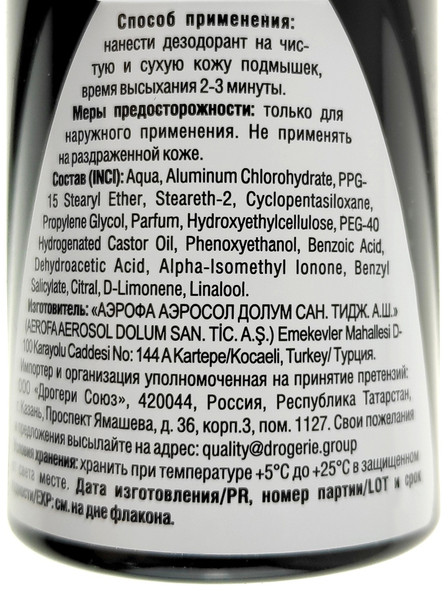 Способ применения:
нанести дезодорант на чис-
тую и сухую кожу подмышек,
время высыхания 2-3 минуты.
Меры предосторожности: только для
наружного применения. Не применять
на раздраженной коже.
Состав (INCI): Aqua, Aluminum Chlorohydrate, PPG-
15 Stearyl Ether, Steareth-2, Cyclopentasiloxane,
Propylene Glycol, Parfum, Hydroxyethylcellulose, PEG-40
Hydrogenated Castor Oil, Phenoxyethanol, Benzoic Acid,
Dehydroacetic Acid, Alpha-Isomethyl Ionone, Benzyl
Salicylate, Citral, D-Limonene, Linalool.
Изготовитель: «АЭРОФА АЭРОСОЛ ДОЛУМ САН. ТИДЖ. А.Ш.»
(AEROFA AEROSOL DOLUM SAN. TİC. A.Ş.) Emekevler Mahallesi D-
100 Karayolu Caddesi No: 144 A Kartepe/Kocaeli, Turkey/ Турция.
Импортер и организация уполномоченная на принятие претензий:
ООО «Дрогери Союз», 420044, Россия, Республика Татарстан,
г. Казань, Проспект Ямашева, д. 36, корп.3, пом. 1127. Свои пожелания
и предложения высылайте на адрес: quality@drogerie.group
хранения: хранить при температуре +5°C до +25°C в защищенном
от света месте. Дата изготовления/PR, номер партии/LOT и срок
/EXP: см. на дне флакона.